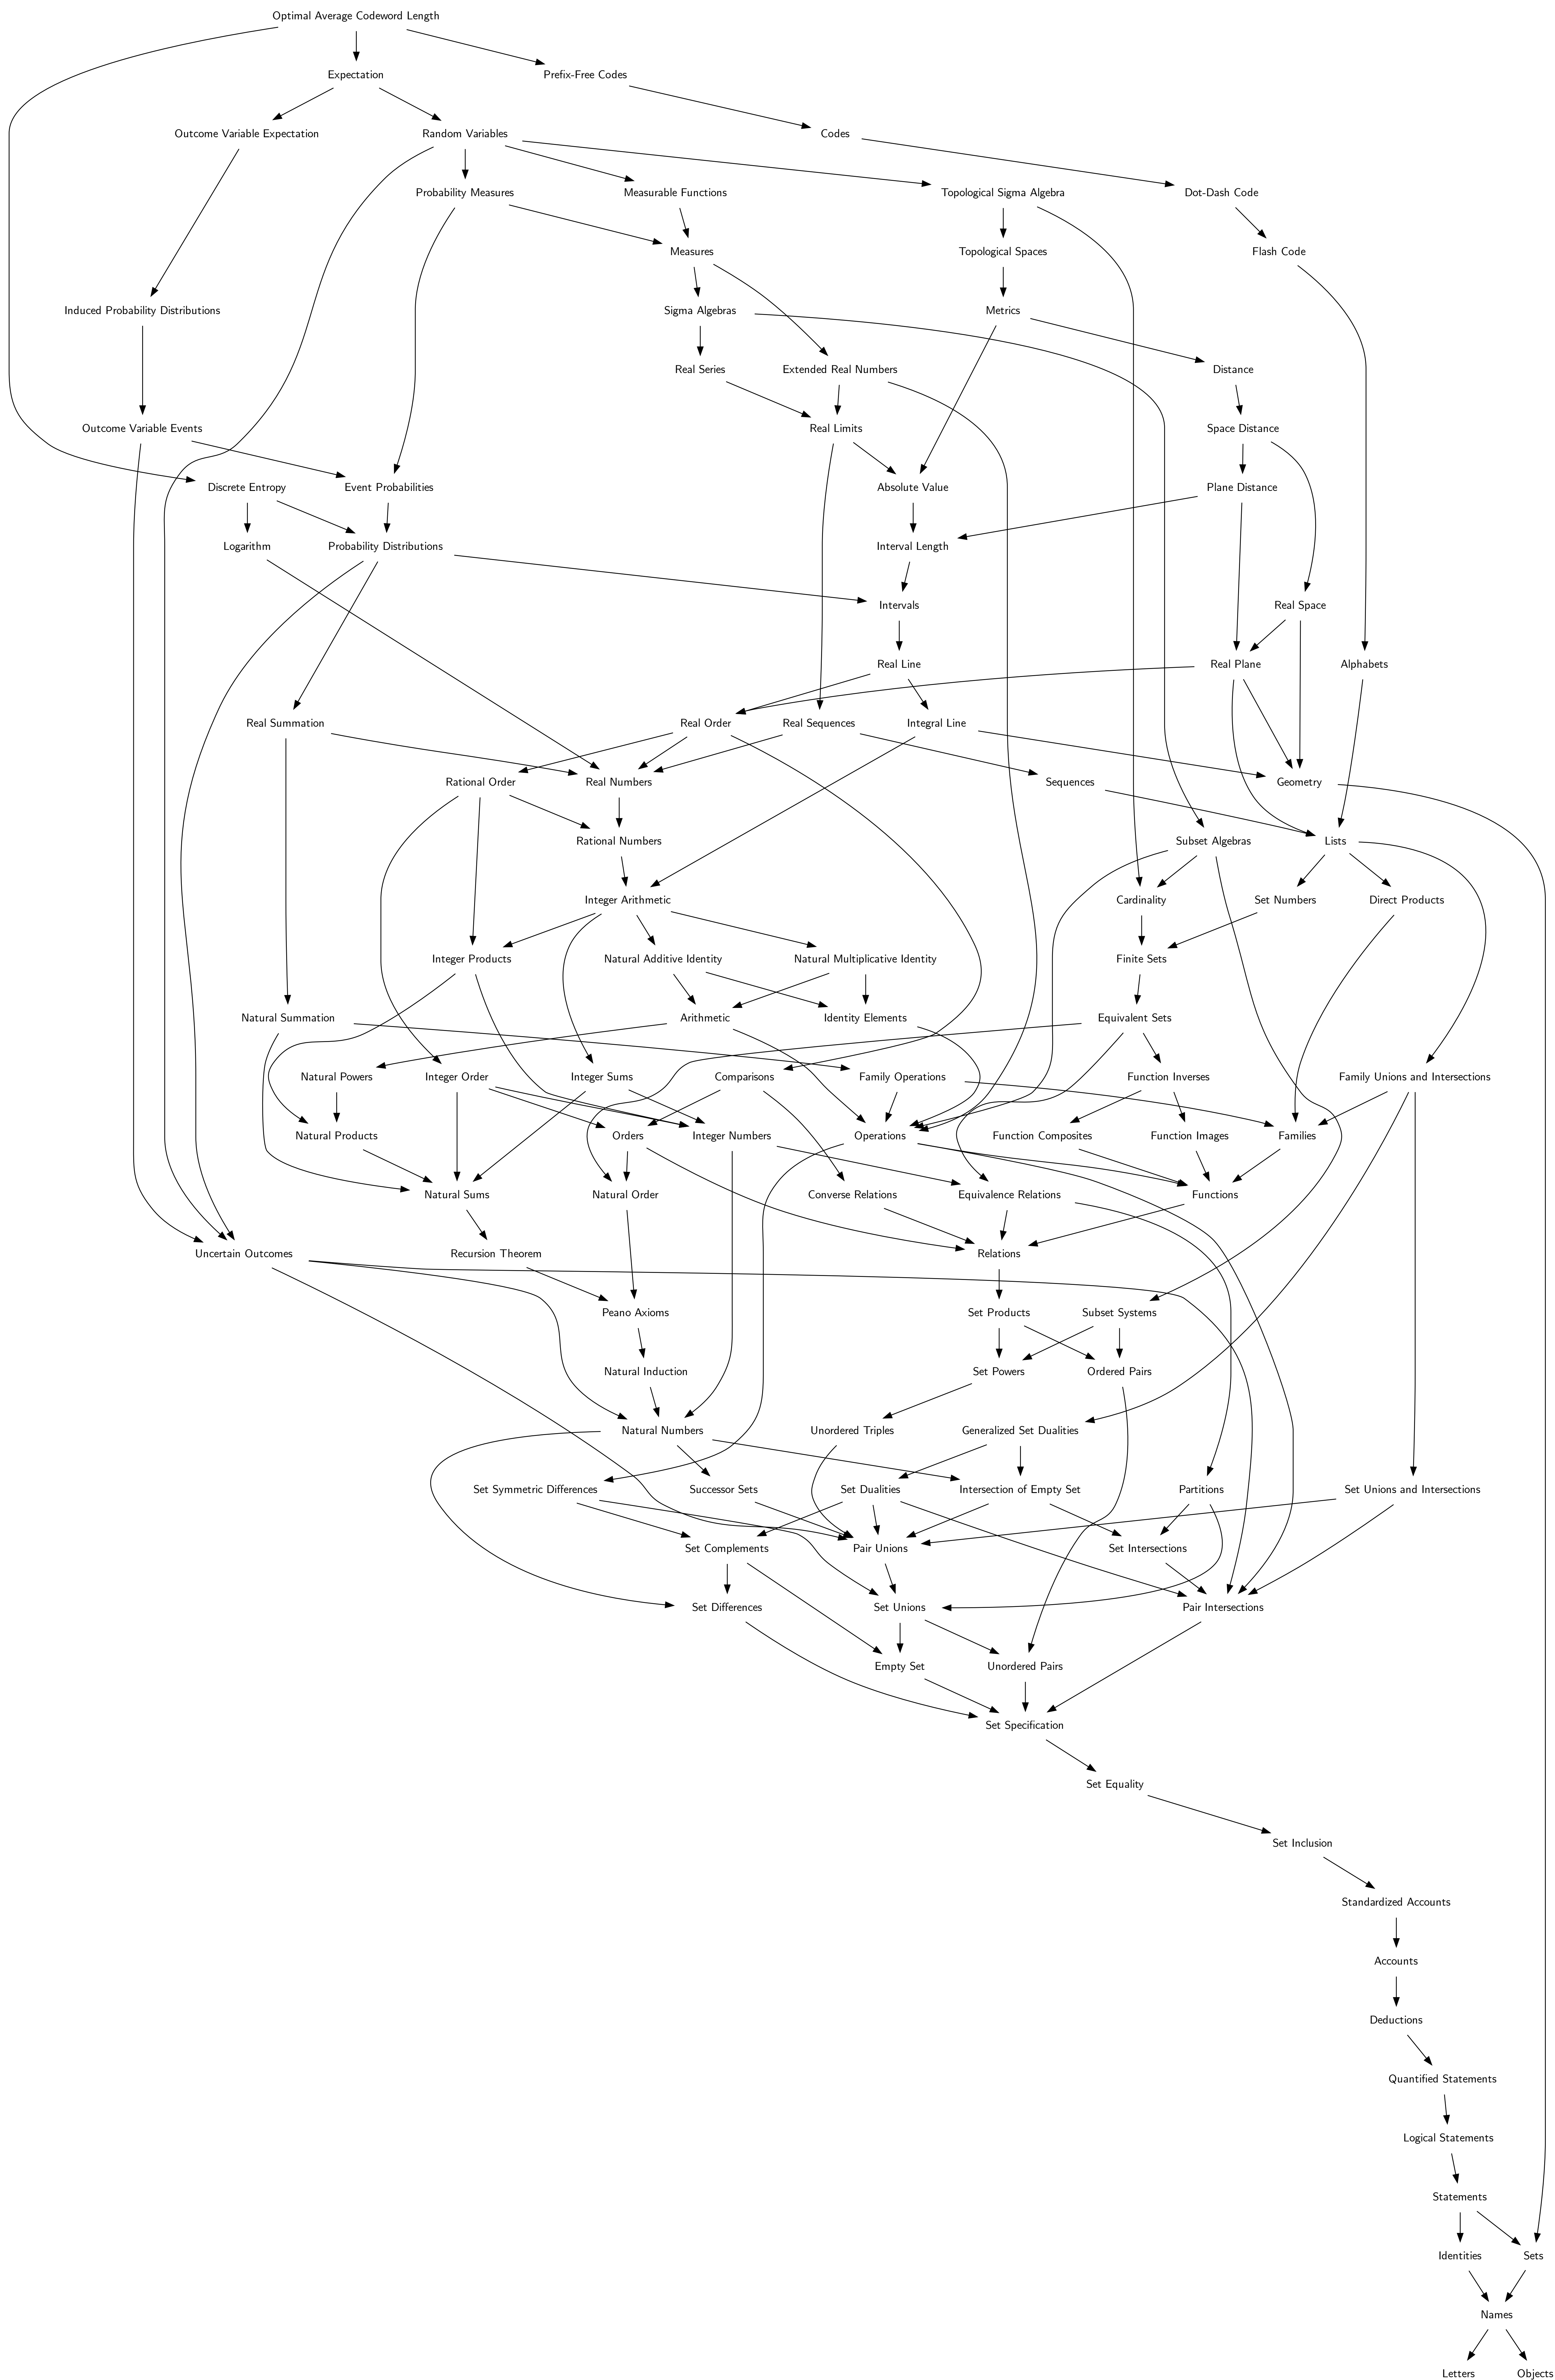 Optimal Average Codeword Length
Expectation
Prefix-Free Codes
Outcome Variable Expectation
Random Variables
Codes
Probability Measures
Measurable Functions
Topological Sigma Algebra
Dot-Dash Code
Measures
Topological Spaces
Flash Code
Induced Probability Distributions
Sigma Algebras
Metrics
Real Series
Extended Real Numbers
Distance
Outcome Variable Events
Real Limits
Space Distance
Discrete Entropy
Event Probabilities
Absolute Value
Plane Distance
Logarithm
Probability Distributions
Interval Length
Intervals
Real Space
Real Line
Real Plane
Alphabets
Real Summation
Real Order
Real Sequences
Integral Line
Rational Order
Real Numbers
Sequences
Geometry
Rational Numbers
Subset Algebras
Lists
Integer Arithmetic
Cardinality
Set Numbers
Direct Products
Integer Products
Natural Additive Identity
Natural Multiplicative Identity
Finite Sets
Natural Summation
Arithmetic
Identity Elements
Equivalent Sets
Natural Powers
Integer Order
Integer Sums
Comparisons
Family Operations
Function Inverses
Family Unions and Intersections
Natural Products
Orders
Integer Numbers
Operations
Function Composites
Function Images
Families
Natural Sums
Natural Order
Converse Relations
Equivalence Relations
Functions
Uncertain Outcomes
Recursion Theorem
Relations
Peano Axioms
Set Products
Subset Systems
Natural Induction
Set Powers
Ordered Pairs
Natural Numbers
Unordered Triples
Generalized Set Dualities
Set Symmetric Differences
Successor Sets
Set Dualities
Intersection of Empty Set
Partitions
Set Unions and Intersections
Set Complements
Pair Unions
Set Intersections
Set Differences
Set Unions
Pair Intersections
Empty Set
Unordered Pairs
Set Specification
Set Equality
Set Inclusion
Standardized Accounts
Accounts
Deductions
Quantified Statements
Logical Statements
Statements
Identities
Sets
Names
Letters
Objects